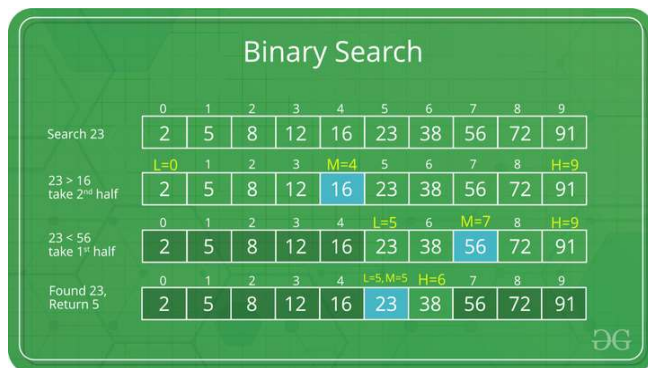 Binary Search
0 1 2 3 4 5 6 7 8 9
Search 23 2 5 8 12 16 23 38 56 72 91
L=0 1 2 3 M=4 5 6 7 8 H=9
23 > 16
take 2nd half
2 5 8 12 16 23 38 56 72 91
0 1 2 3 4 L=5 6 M=7 8 H=9
23 < 56
take 1st half
2 5 8 12 16 23 38 56 72 91
0 1 2 3 4 L=5, M=5 H=6 7 8 9
Found 23,
Return 5
2 5 8 12 16 23 38 56 72 91